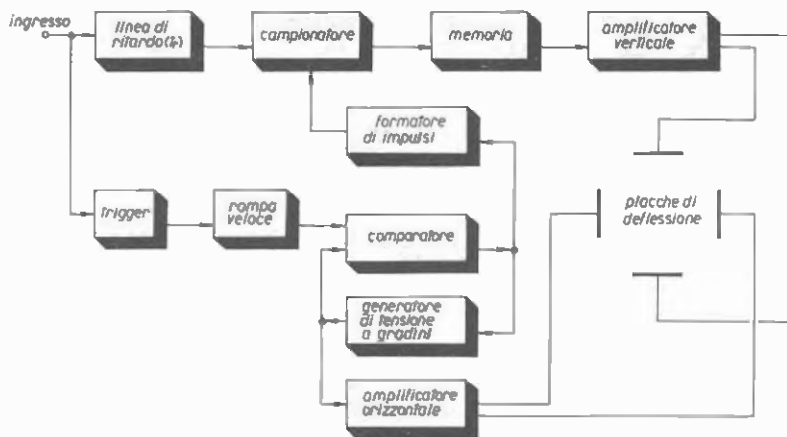 ingresso
linea di
ritardo(t₁)
campionatore
memoria
amplificatore
verticale
formatore
di impulsi
trigger
rampa
veloce
comparatore
placche di
deflessione
generatore
di tensione
a gradini
amplificatore
orizzontale